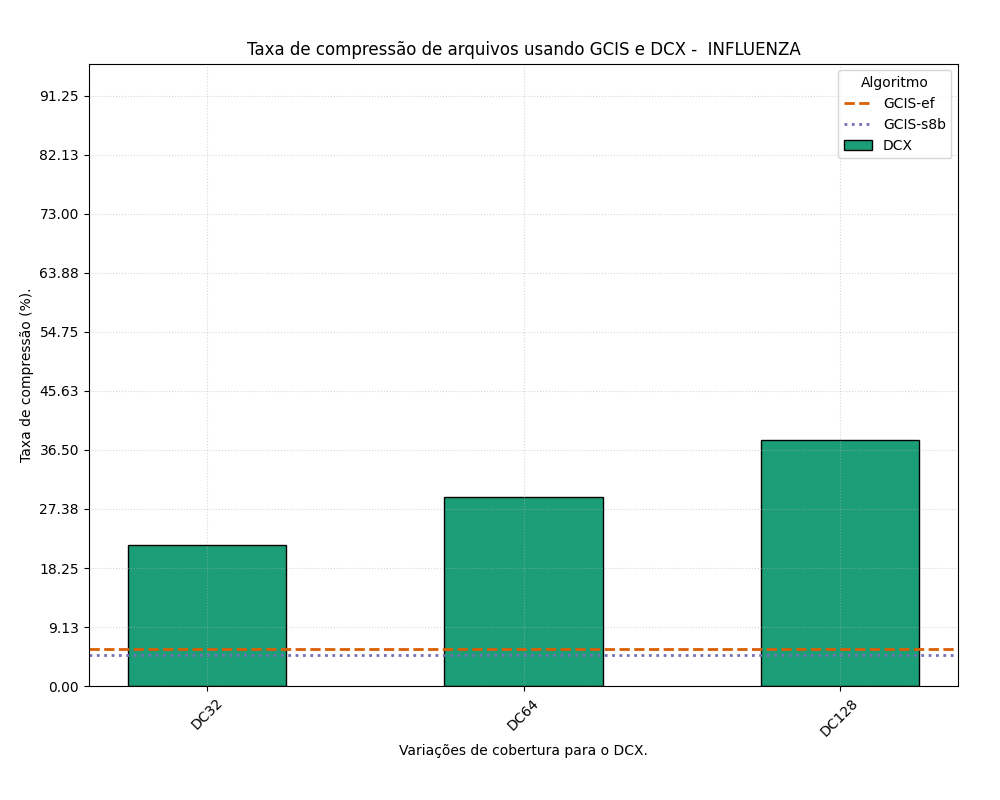 Taxa de compressão de arquivos usando GCIS e DCX -  INFLUENZA
Algoritmo
GCIS-ef
GCIS-s8b
DCX
Taxa de compressão (%).
91.25
82.13
73.00
63.88
54.75
45.63
36.50
27.38
18.25
9.13
0.00
DC32
DC64
DC128
Variações de cobertura para o DCX.